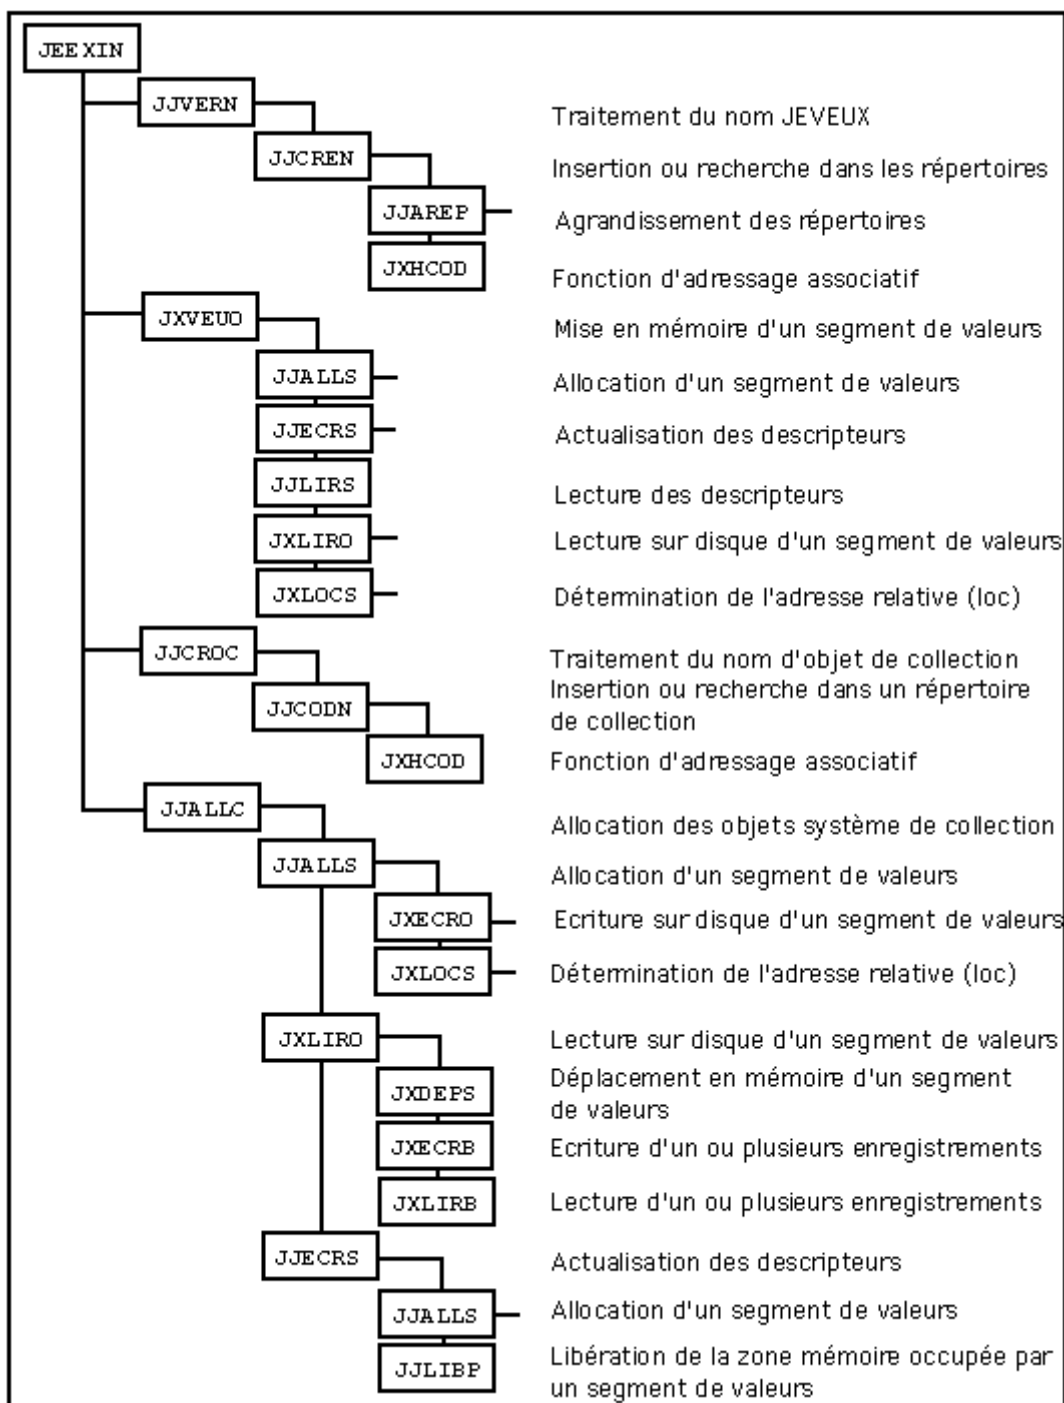 JEEXIN
JJVERN
Traitement du nom JEVEUX
JJCREN
Insertion ou recherche dans les répertoires
JJAREP
Agrandissement des répertoires
JXHCOD
Fonction d'adressage associatif
JXVEUO
Mise en mémoire d'un segment de valeurs
JJALLS
Allocation d'un segment de valeurs
JJECRS
Actualisation des descripteurs
JJLIRS
Lecture des descripteurs
JXLIRO
Lecture sur disque d'un segment de valeurs
JXLOCS
Détermination de l'adresse relative (loc)
JJCROC
Traitement du nom d'objet de collection
JJCODN
Insertion ou recherche dans un répertoire
de collection
JXHCOD
Fonction d'adressage associatif
JJALLC
Allocation des objets système de collection
JJALLS
Allocation d'un segment de valeurs
JXECRO
Ecriture sur disque d'un segment de valeurs
JXLOCS
Détermination de l'adresse relative (loc)
JXLIRO
Lecture sur disque d'un segment de valeurs
JXDEPS
Déplacement en mémoire d'un segment
de valeurs
JXECRB
Ecriture d'un ou plusieurs enregistrements
JXLIRB
Lecture d'un ou plusieurs enregistrements
JJECRS
Actualisation des descripteurs
JJALLS
Allocation d'un segment de valeurs
JJLIBP
Libération de la zone mémoire occupée par
un segment de valeurs